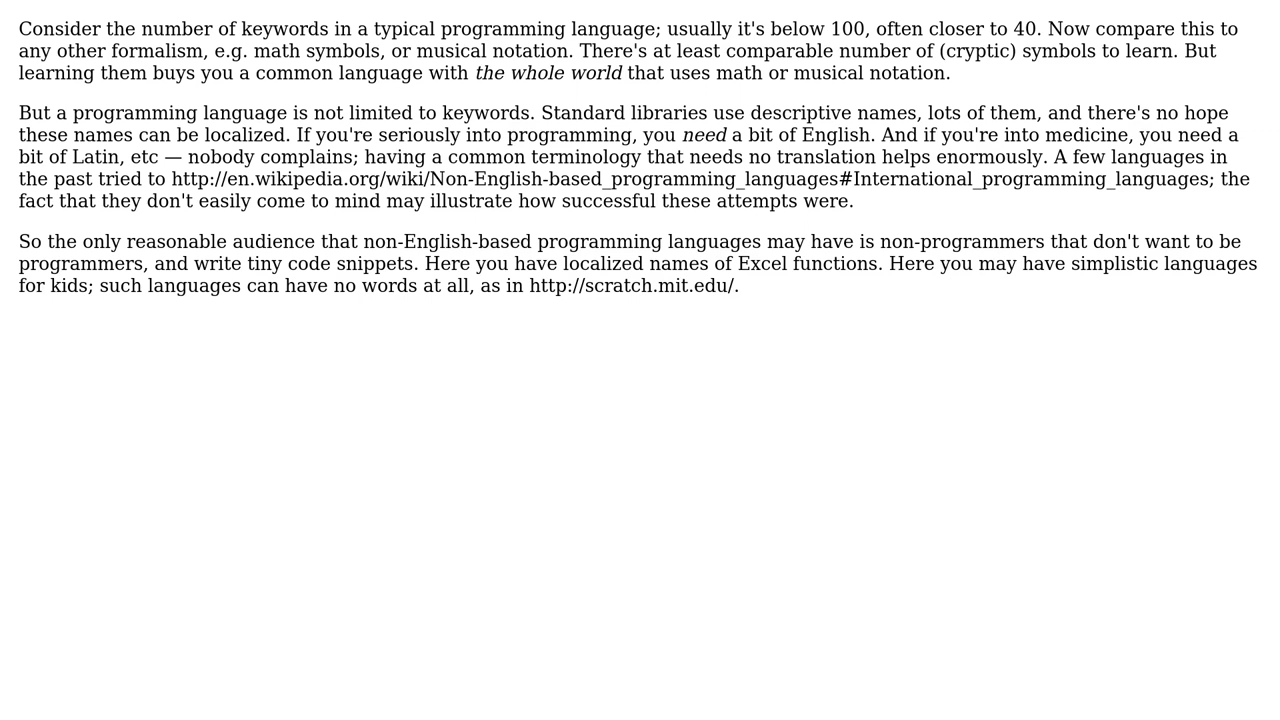 Consider the number of keywords in a typical programming language; usually it's below 100, often closer to 40. Now compare this to
any other formalism, e.g. math symbols, or musical notation. There's at least comparable number of (cryptic) symbols to learn. But
learning them buys you a common language with the whole world that uses math or musical notation.
But a programming language is not limited to keywords. Standard libraries use descriptive names, lots of them, and there's no hope
these names can be localized. If you're seriously into programming, you need a bit of English. And if you're into medicine, you need a
bit of Latin, etc — nobody complains; having a common terminology that needs no translation helps enormously. A few languages in
the past tried to http://en.wikipedia.org/wiki/Non-English-based_programming_languages#International_programming_languages; the
fact that they don't easily come to mind may illustrate how successful these attempts were.
So the only reasonable audience that non-English-based programming languages may have is non-programmers that don't want to be
programmers, and write tiny code snippets. Here you have localized names of Excel functions. Here you may have simplistic languages
for kids; such languages can have no words at all, as in http://scratch.mit.edu/.